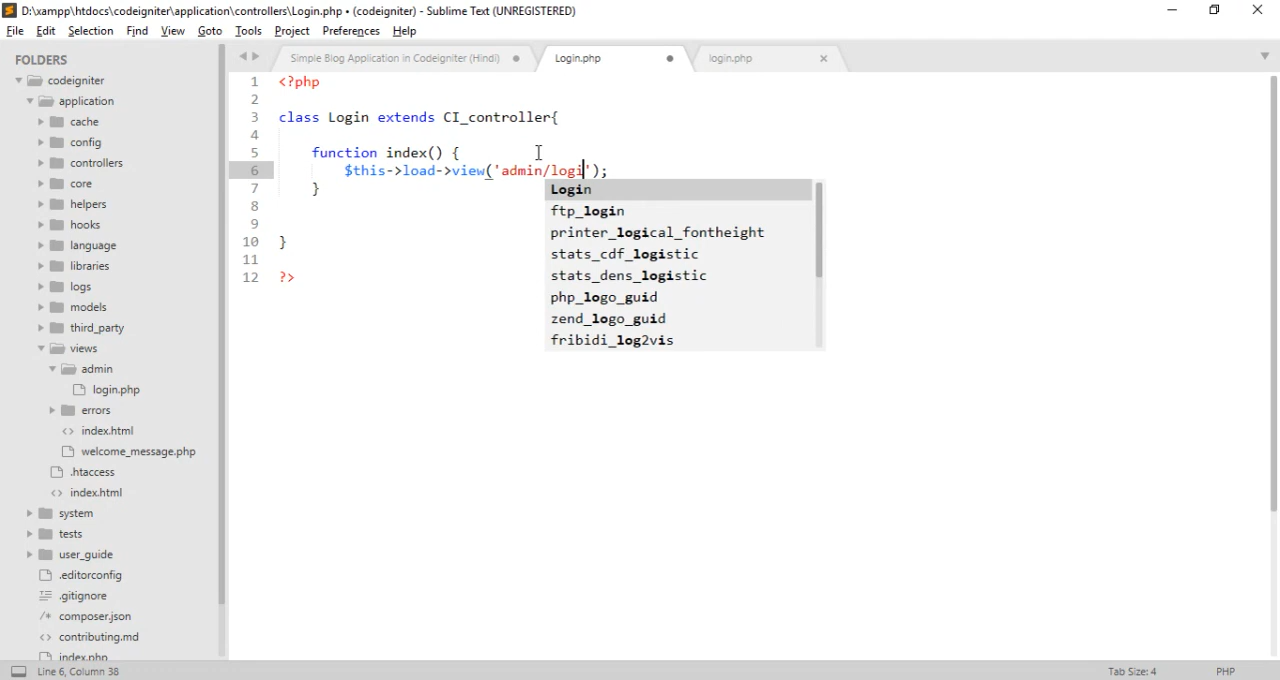 D:\xampp\htdocs\codeigniter\application\controllers\Login.php • (codeigniter) - Sublime Text (UNREGISTERED)
File Edit Selection Find View Goto Tools Project Preferences Help
FOLDERS
codeigniter
application
cache
config
controllers
core
helpers
hooks
language
libraries
logs
models
third_party
views
admin
login.php
errors
index.html
welcome_message.php
.htaccess
index.html
system
tests
user_guide
.editorconfig
.gitignore
composer.json
contributing.md
index.php
Simple Blog Application in Codeigniter (Hindi)
Login.php
login.php
1 <?php
2
3 class Login extends CI_controller{
4
5 function index() {
6 $this->load->view('admin/logi');
7 }
8
9
10 }
11
12 ?>
Login
ftp_login
printer_logical_fontheight
stats_cdf_logistic
stats_dens_logistic
php_logo_guid
zend_logo_guid
fribidi_log2vis
Line 6, Column 38
Tab Size: 4
PHP